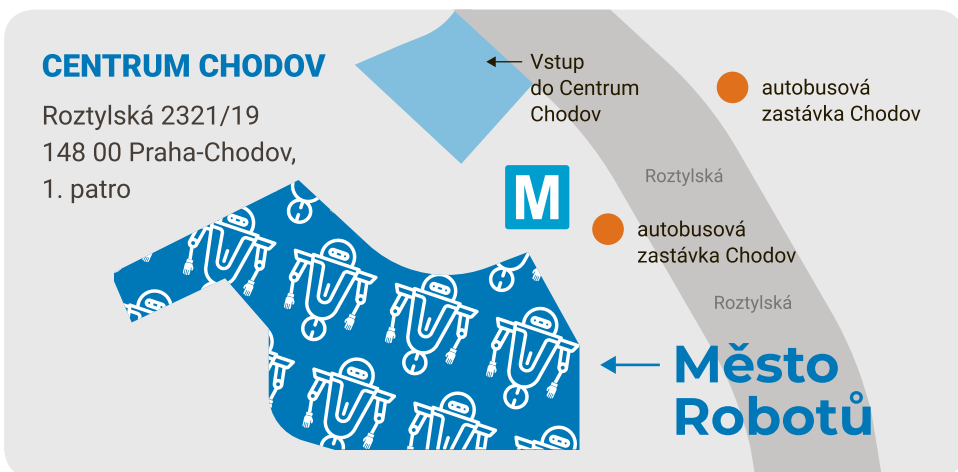 CENTRUM CHODOV
Roztylská 2321/19
148 00 Praha-Chodov,
1. patro
Vstup
do Centrum
Chodov
autobusová
zastávka Chodov
Roztylská
M
autobusová
zastávka Chodov
Roztylská
Město
Robotů